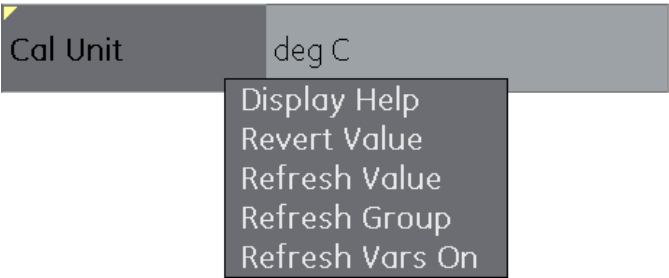 Cal Unit deg C
Display Help
Revert Value
Refresh Value
Refresh Group
Refresh Vars On